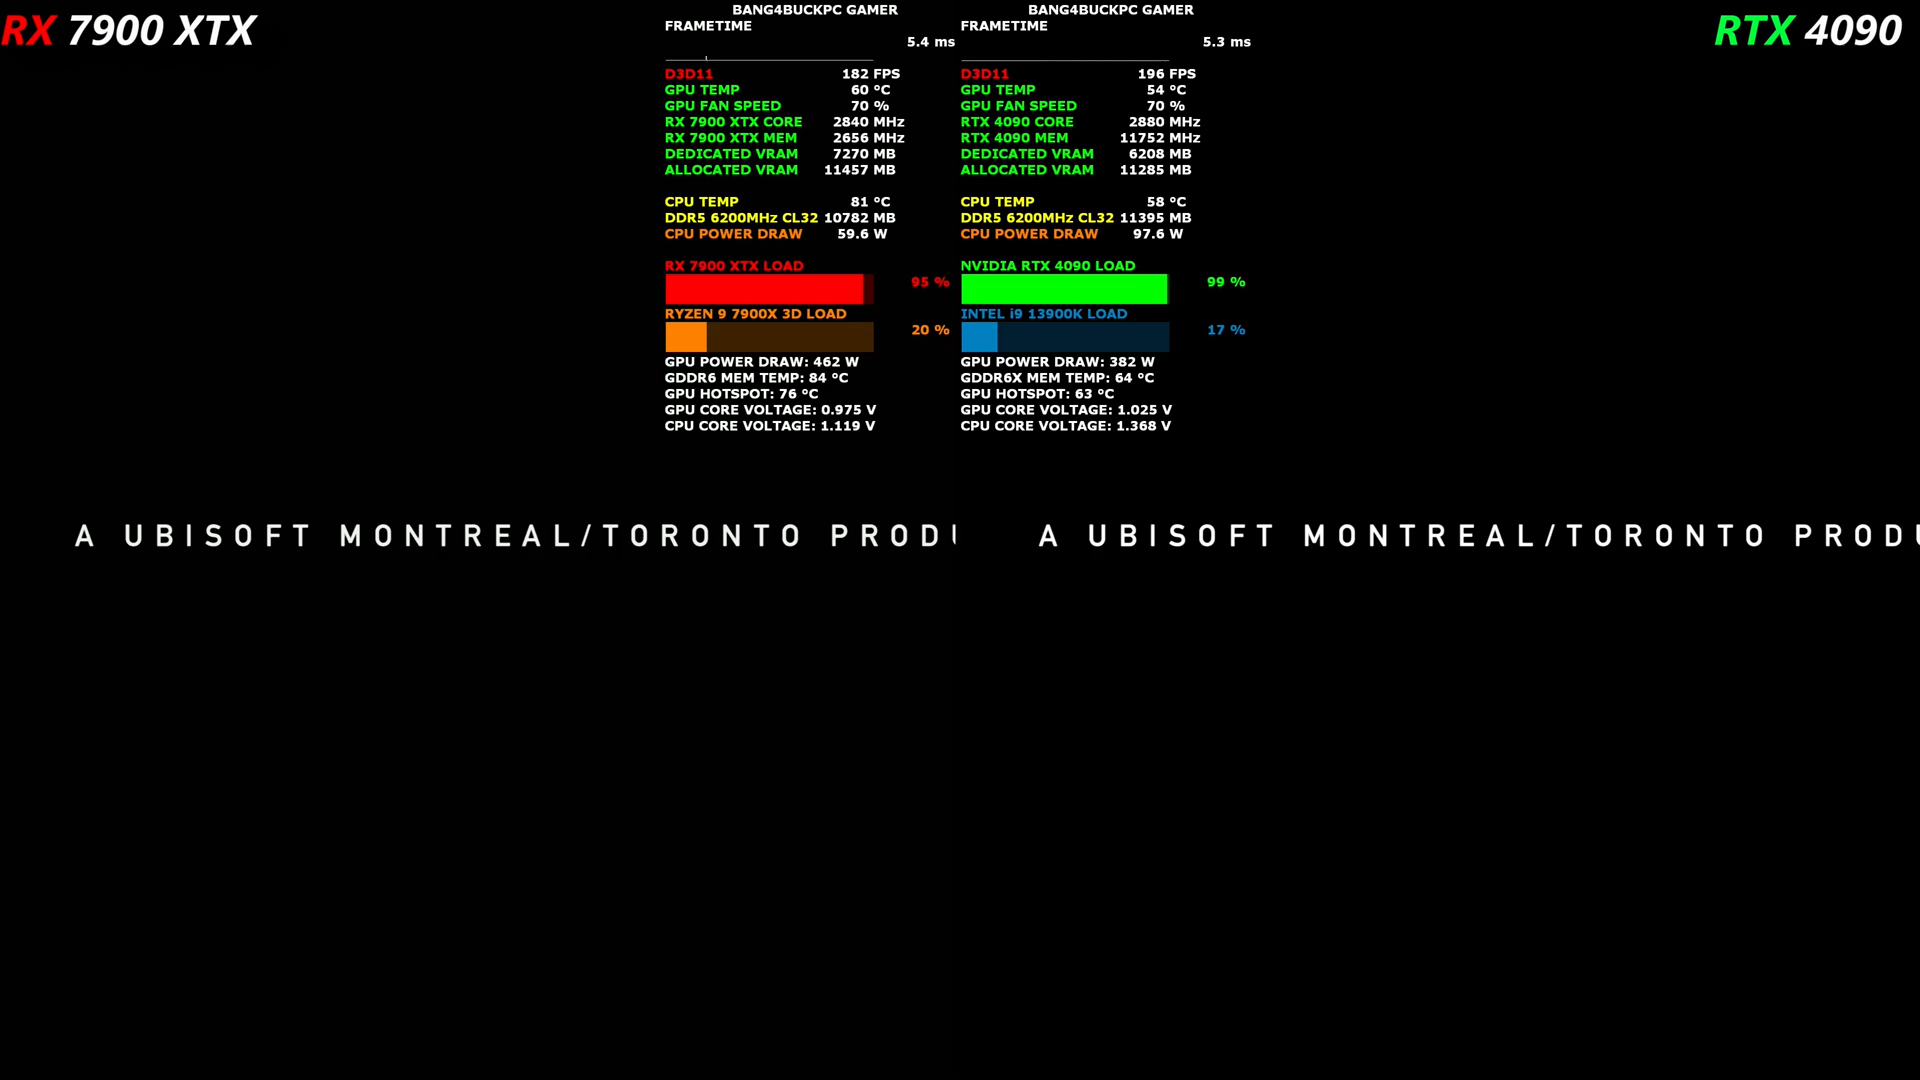 RX 7900 XTX
BANG4BUCKPC GAMER
FRAMETIME
5.4 ms
D3D11 182 FPS
GPU TEMP 60 °C
GPU FAN SPEED 70 %
RX 7900 XTX CORE 2840 MHz
RX 7900 XTX MEM 2656 MHz
DEDICATED VRAM 7270 MB
ALLOCATED VRAM 11457 MB
CPU TEMP 81 °C
DDR5 6200MHz CL32 10782 MB
CPU POWER DRAW 59.6 W
RX 7900 XTX LOAD
95 %
RYZEN 9 7900X 3D LOAD
20 %
GPU POWER DRAW: 462 W
GDDR6 MEM TEMP: 84 °C
GPU HOTSPOT: 76 °C
GPU CORE VOLTAGE: 0.975 V
CPU CORE VOLTAGE: 1.119 V
A UBISOFT MONTREAL/TORONTO PRODU
RTX 4090
BANG4BUCKPC GAMER
FRAMETIME
5.3 ms
D3D11 196 FPS
GPU TEMP 54 °C
GPU FAN SPEED 70 %
RTX 4090 CORE 2880 MHz
RTX 4090 MEM 11752 MHz
DEDICATED VRAM 6208 MB
ALLOCATED VRAM 11285 MB
CPU TEMP 58 °C
DDR5 6200MHz CL32 11395 MB
CPU POWER DRAW 97.6 W
NVIDIA RTX 4090 LOAD
99 %
INTEL i9 13900K LOAD
17 %
GPU POWER DRAW: 382 W
GDDR6X MEM TEMP: 64 °C
GPU HOTSPOT: 63 °C
GPU CORE VOLTAGE: 1.025 V
CPU CORE VOLTAGE: 1.368 V
A UBISOFT MONTREAL/TORONTO PRODU